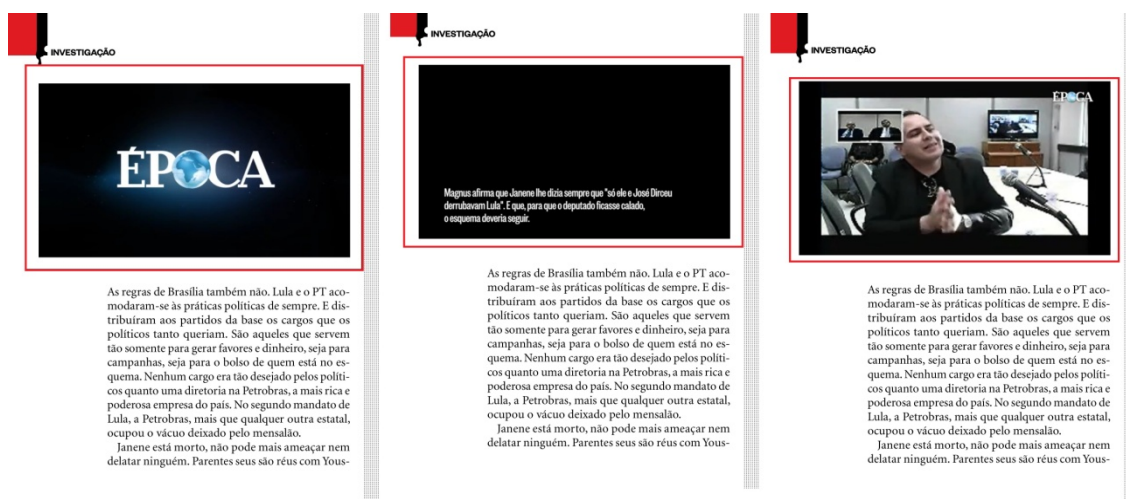 INVESTIGAÇÃO
ÉPOCA
As regras de Brasília também não. Lula e o PT aco-
modaram-se às práticas políticas de sempre. E dis-
tribuíram aos partidos da base os cargos que os
políticos tanto queriam. São aqueles que servem
tão somente para gerar favores e dinheiro, seja para
campanhas, seja para o bolso de quem está no es-
quema. Nenhum cargo era tão desejado pelos políti-
cos quanto uma diretoria na Petrobras, a mais rica e
poderosa empresa do país. No segundo mandato de
Lula, a Petrobras, mais que qualquer outra estatal,
ocupou o vácuo deixado pelo mensalão.
Janene está morto, não pode mais ameaçar nem
delatar ninguém. Parentes seus são réus com Yous-
INVESTIGAÇÃO
Magnus afirma que Janene lhe dizia sempre que "só ele e José Dirceu
derrubavam Lula". E que, para que o deputado ficasse calado,
o esquema deveria seguir.
As regras de Brasília também não. Lula e o PT aco-
modaram-se às práticas políticas de sempre. E dis-
tribuíram aos partidos da base os cargos que os
políticos tanto queriam. São aqueles que servem
tão somente para gerar favores e dinheiro, seja para
campanhas, seja para o bolso de quem está no es-
quema. Nenhum cargo era tão desejado pelos políti-
cos quanto uma diretoria na Petrobras, a mais rica e
poderosa empresa do país. No segundo mandato de
Lula, a Petrobras, mais que qualquer outra estatal,
ocupou o vácuo deixado pelo mensalão.
Janene está morto, não pode mais ameaçar nem
delatar ninguém. Parentes seus são réus com Yous-
INVESTIGAÇÃO
ÉPOCA
As regras de Brasília também não. Lula e o PT aco-
modaram-se às práticas políticas de sempre. E dis-
tribuíram aos partidos da base os cargos que os
políticos tanto queriam. São aqueles que servem
tão somente para gerar favores e dinheiro, seja para
campanhas, seja para o bolso de quem está no es-
quema. Nenhum cargo era tão desejado pelos políti-
cos quanto uma diretoria na Petrobras, a mais rica e
poderosa empresa do país. No segundo mandato de
Lula, a Petrobras, mais que qualquer outra estatal,
ocupou o vácuo deixado pelo mensalão.
Janene está morto, não pode mais ameaçar nem
delatar ninguém. Parentes seus são réus com Yous-